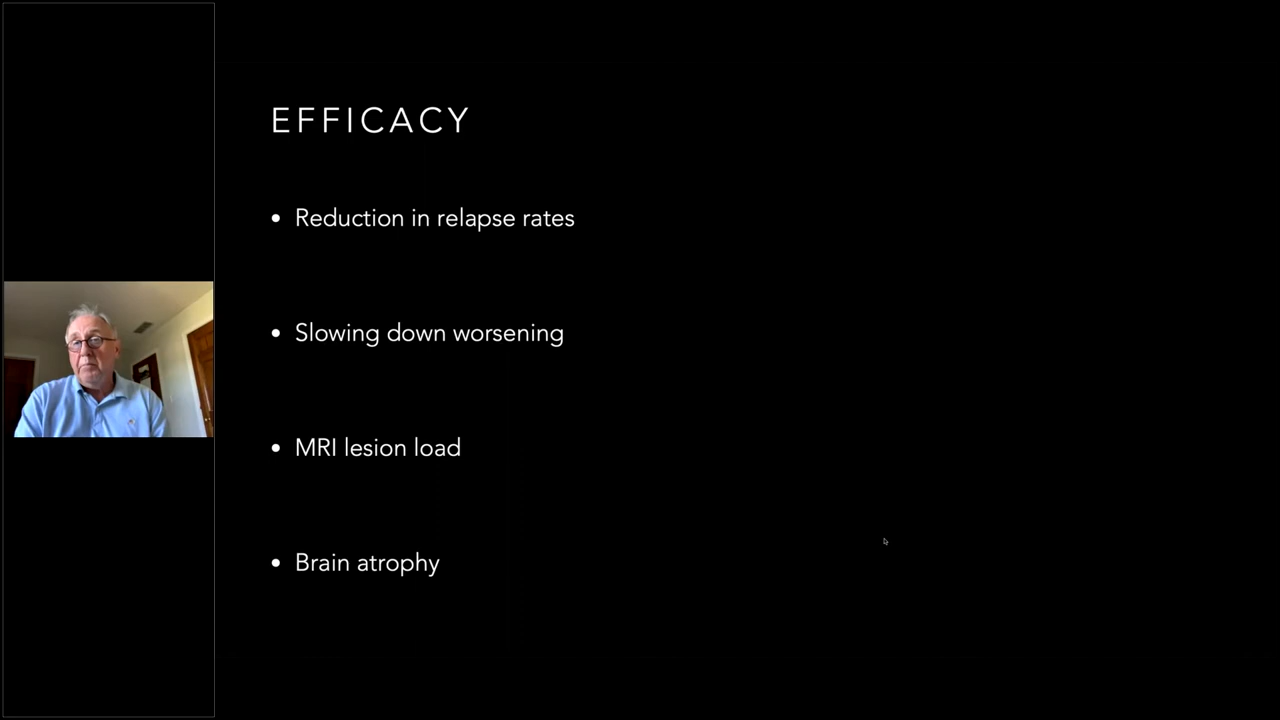 EFFICACY
• Reduction in relapse rates
• Slowing down worsening
• MRI lesion load
• Brain atrophy